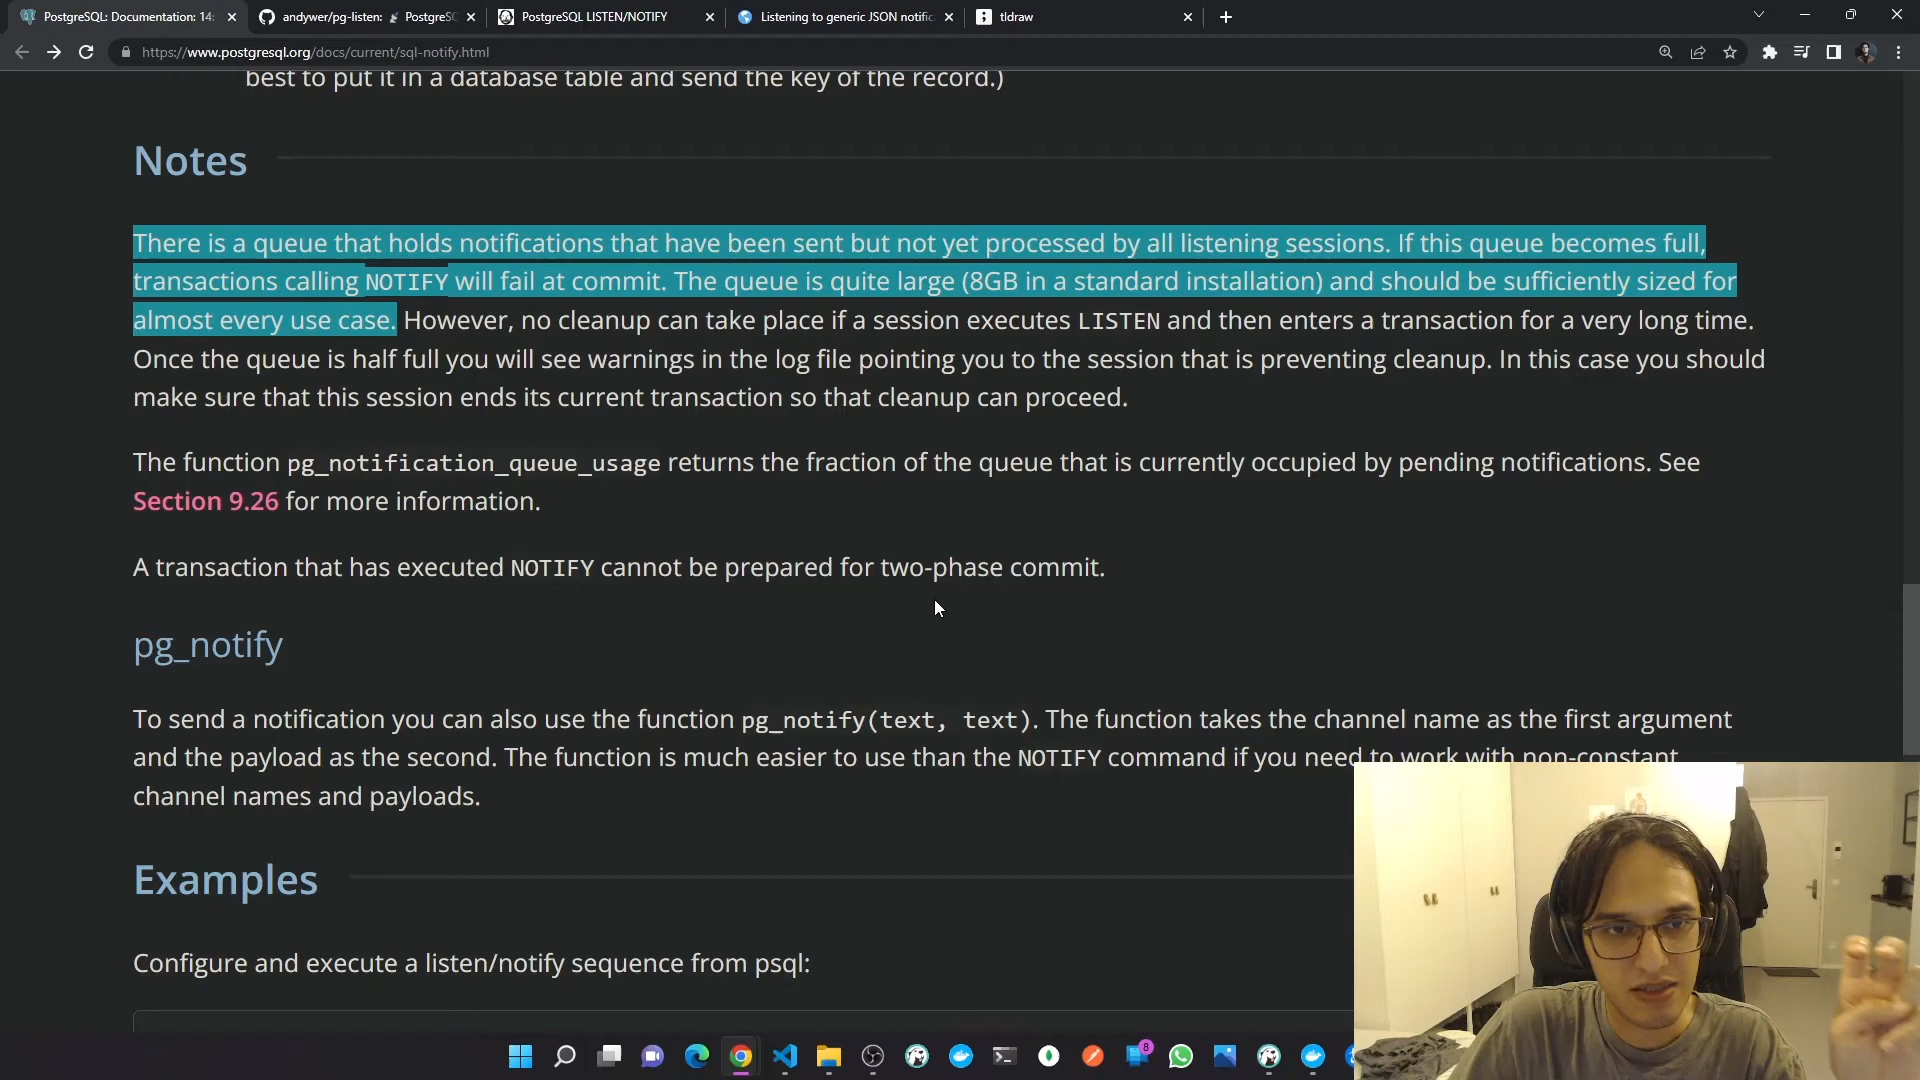 PostgreSQL: Documentation: 14:
andywer/pg-listen: PostgreSQ
PostgreSQL LISTEN/NOTIFY
Listening to generic JSON notific
tldraw
https://www.postgresql.org/docs/current/sql-notify.html
best to put it in a database table and send the key of the record.)
Notes
There is a queue that holds notifications that have been sent but not yet processed by all listening sessions. If this queue becomes full,
transactions calling NOTIFY will fail at commit. The queue is quite large (8GB in a standard installation) and should be sufficiently sized for
almost every use case. However, no cleanup can take place if a session executes LISTEN and then enters a transaction for a very long time.
Once the queue is half full you will see warnings in the log file pointing you to the session that is preventing cleanup. In this case you should
make sure that this session ends its current transaction so that cleanup can proceed.
The function pg_notification_queue_usage returns the fraction of the queue that is currently occupied by pending notifications. See
Section 9.26 for more information.
A transaction that has executed NOTIFY cannot be prepared for two-phase commit.
pg_notify
To send a notification you can also use the function pg_notify(text, text). The function takes the channel name as the first argument
and the payload as the second. The function is much easier to use than the NOTIFY command if you need to work with non-constant
channel names and payloads.
Examples
Configure and execute a listen/notify sequence from psql:
8